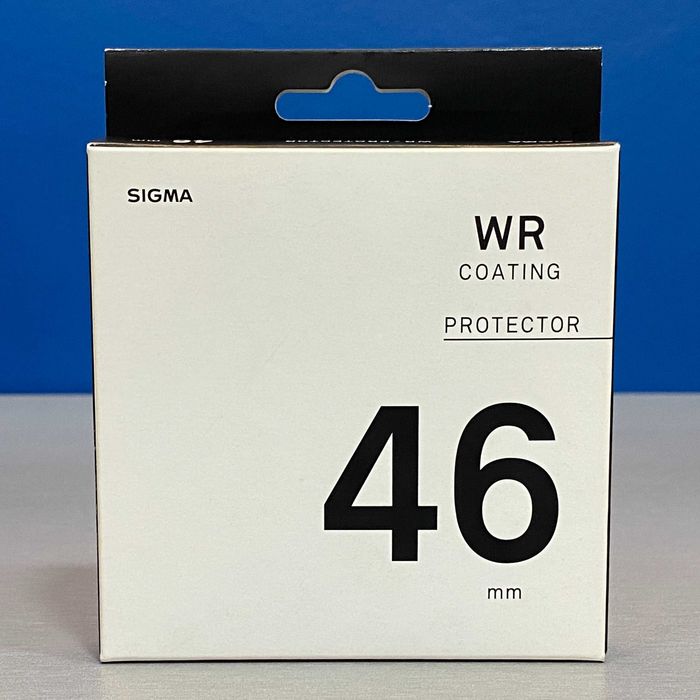 SIGMA
WR
COATING
PROTECTOR
46
mm